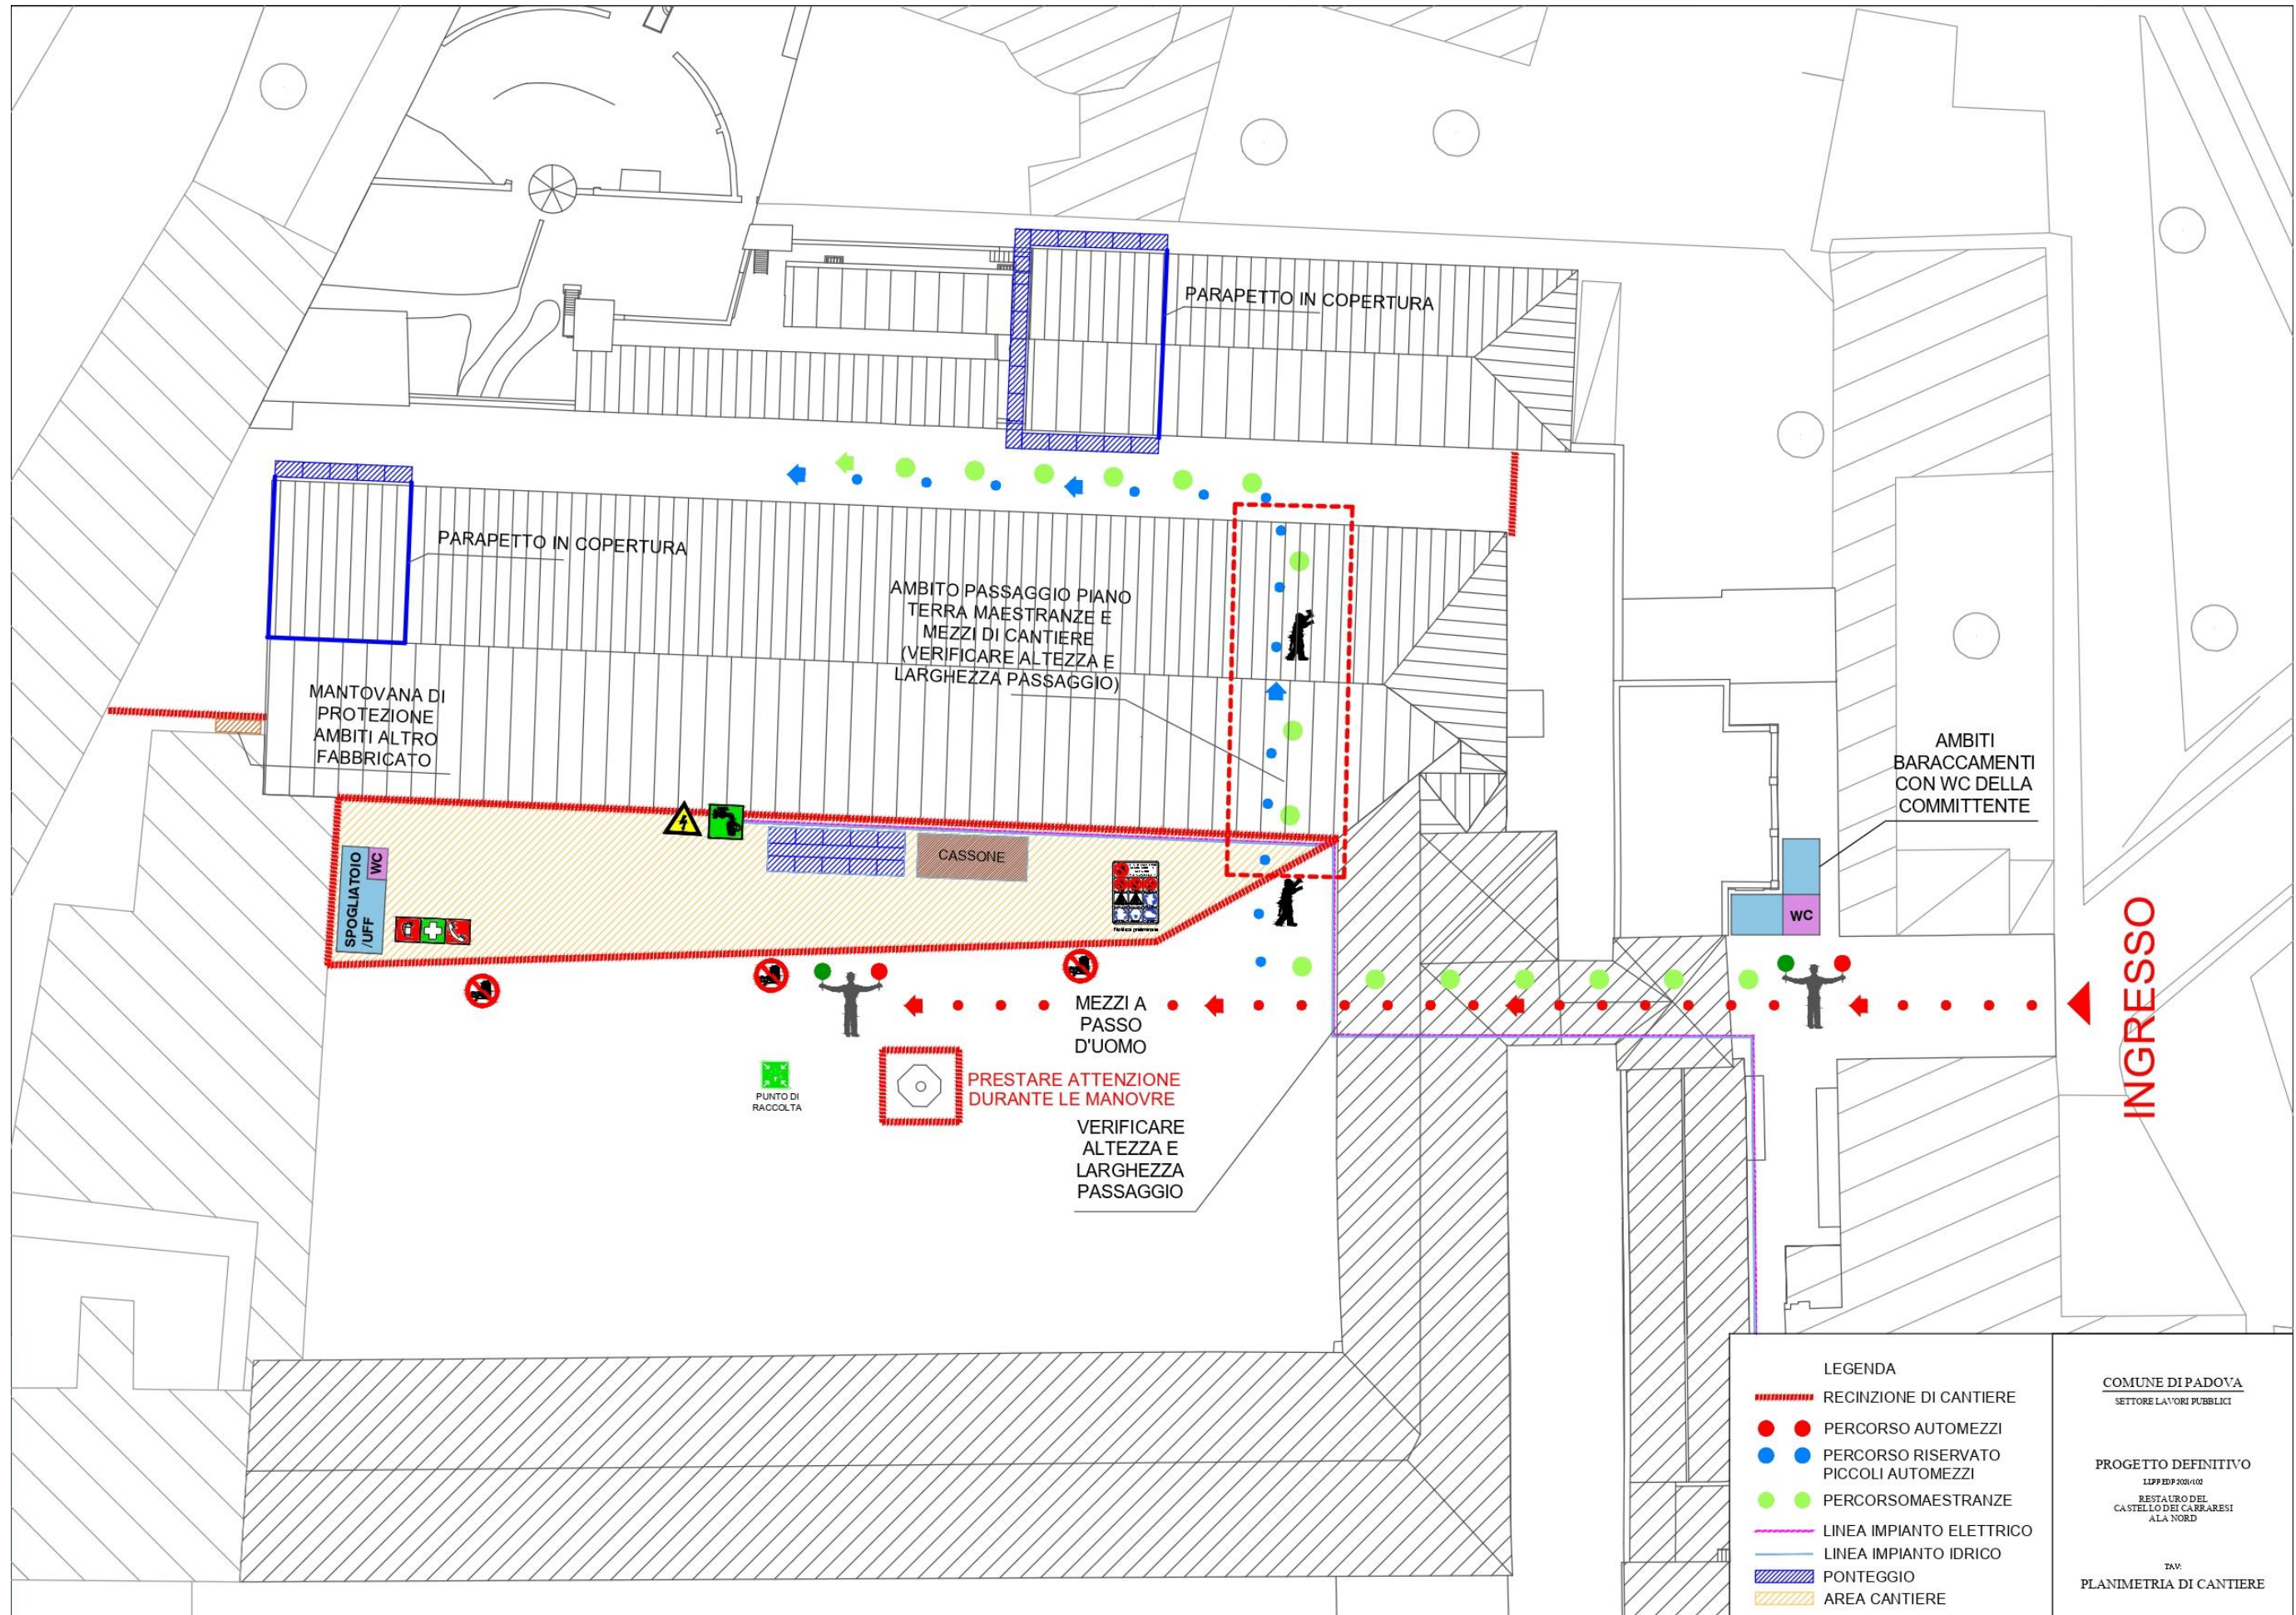 PARAPETTO IN COPERTURA
PARAPETTO IN COPERTURA
AMBITO PASSAGGIO PIANO
TERRA MAESTRANZE E
MEZZI DI CANTIERE
(VERIFICARE ALTEZZA E
LARGHEZZA PASSAGGIO)
MANTOVANA DI
PROTEZIONE
AMBITI ALTRO
FABBRICATO
AMBITI
BARACCAMENTI
CON WC DELLA
COMMITTENTE
SPOGLIATOIO
/UFF
WC
CASSONE
WC
INGRESSO
MEZZI A
PASSO
D'UOMO
PUNTO DI
RACCOLTA
PRESTARE ATTENZIONE
DURANTE LE MANOVRE
VERIFICARE
ALTEZZA E
LARGHEZZA
PASSAGGIO
LEGENDA
RECINZIONE DI CANTIERE
PERCORSO AUTOMEZZI
PERCORSO RISERVATO
PICCOLI AUTOMEZZI
PERCORSOMAESTRANZE
LINEA IMPIANTO ELETTRICO
LINEA IMPIANTO IDRICO
PONTEGGIO
AREA CANTIERE
COMUNE DI PADOVA
SETTORE LAVORI PUBBLICI
PROGETTO DEFINITIVO
LLPP EDP 2021/102
RESTAURO DEL
CASTELLO DEI CARRARESI
ALA NORD
TAV:
PLANIMETRIA DI CANTIERE